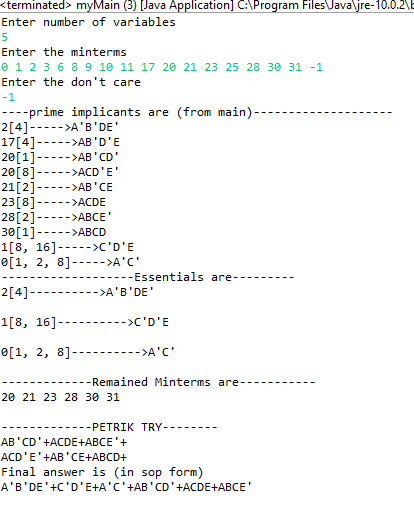 <terminated> myMain (3) [Java Application] C:\Program Files\Java\jre-10.0.2\b
Enter number of variables
5
Enter the minterms
0 1 2 3 6 8 9 10 11 17 20 21 23 25 28 30 31 -1
Enter the don't care
-1
----prime implicants are (from main)--------------------
2[4]----->A'B'DE'
17[4]----->AB'D'E
20[1]----->AB'CD'
20[8]----->ACD'E'
21[2]----->AB'CE
23[8]----->ACDE
28[2]----->ABCE'
30[1]----->ABCD
1[8, 16]----->C'D'E
0[1, 2, 8]----->A'C'
-------------------Essentials are---------
2[4]---------->A'B'DE'
1[8, 16]---------->C'D'E
0[1, 2, 8]---------->A'C'
-------------Remained Minterms are-----------
20 21 23 28 30 31
-------------PETRIK TRY--------
AB'CD'+ACDE+ABCE'+
ACD'E'+AB'CE+ABCD+
Final answer is (in sop form)
A'B'DE'+C'D'E+A'C'+AB'CD'+ACDE+ABCE'